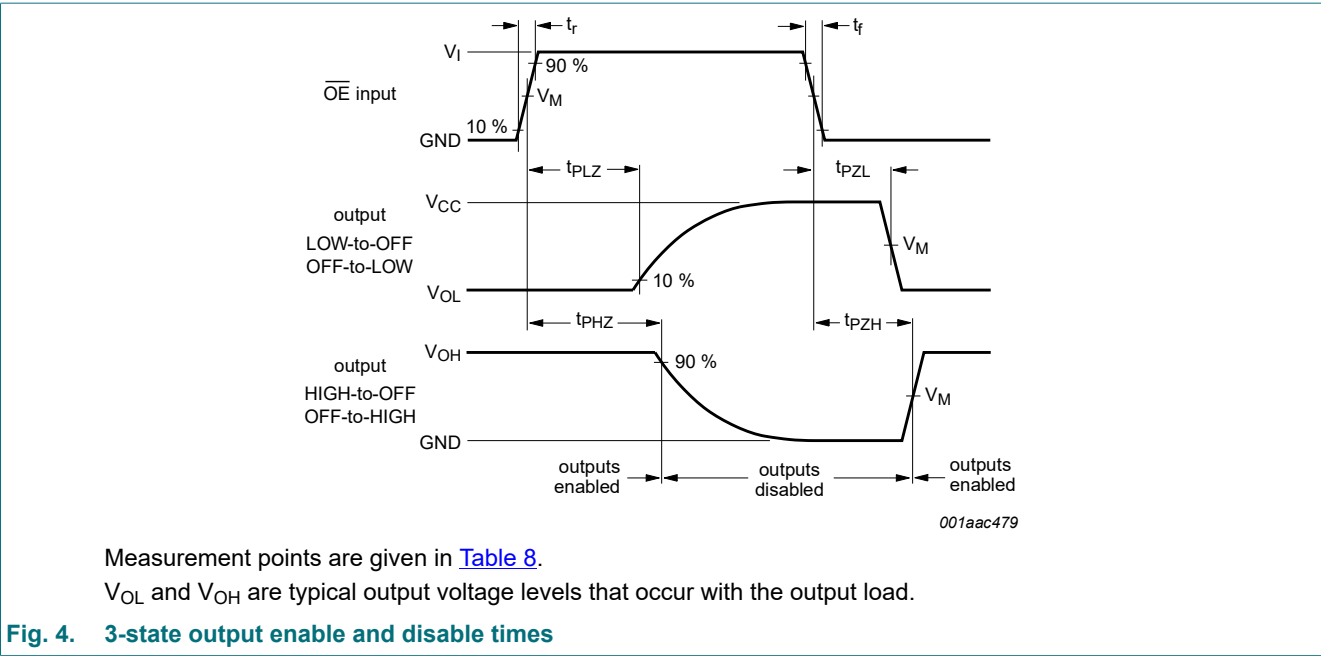 tr
tf
VI
90 %
OE input
VM
10 %
GND
tPLZ
tPZL
VCC
output
LOW-to-OFF
OFF-to-LOW
VM
10 %
VOL
tPHZ
tPZH
VOH
output
HIGH-to-OFF
OFF-to-HIGH
90 %
VM
GND
outputs
enabled
outputs
disabled
outputs
enabled
001aac479
Measurement points are given in Table 8.
VOL and VOH are typical output voltage levels that occur with the output load.
Fig. 4. 3-state output enable and disable times